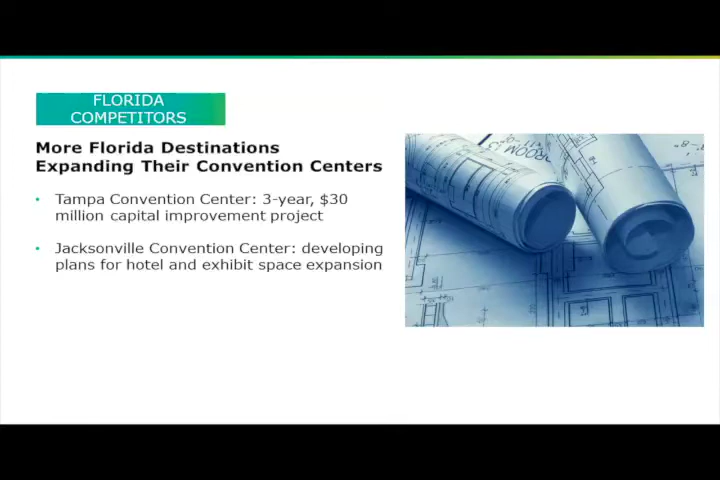 FLORIDA
COMPETITORS
More Florida Destinations
Expanding Their Convention Centers
• Tampa Convention Center: 3-year, $30
million capital improvement project
• Jacksonville Convention Center: developing
plans for hotel and exhibit space expansion
ROOM